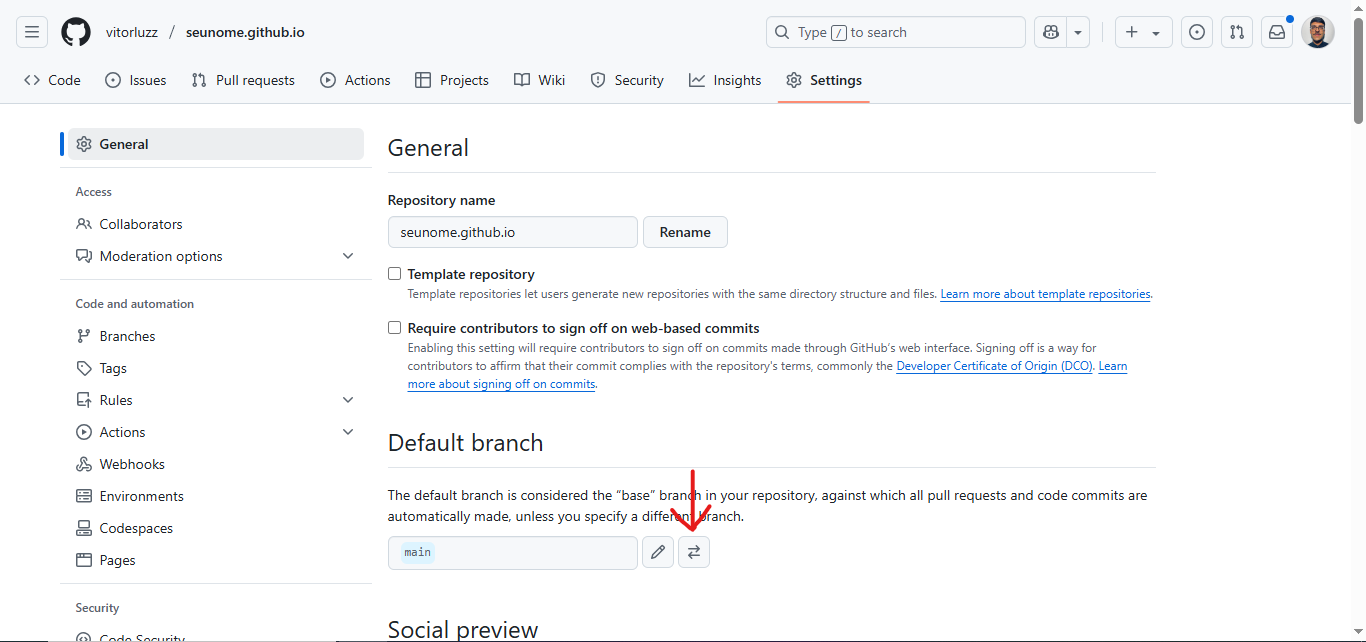 vitorluzz / seunome.github.io
Type / to search
Code Issues Pull requests Actions Projects Wiki Security Insights Settings
General
Access
Collaborators
Moderation options
Code and automation
Branches
Tags
Rules
Actions
Webhooks
Environments
Codespaces
Pages
Security
Code Security
General
Repository name
seunome.github.io Rename
Template repository
Template repositories let users generate new repositories with the same directory structure and files. Learn more about template repositories.
Require contributors to sign off on web-based commits
Enabling this setting will require contributors to sign off on commits made through GitHub's web interface. Signing off is a way for
contributors to affirm that their commit complies with the repository's terms, commonly the Developer Certificate of Origin (DCO). Learn
more about signing off on commits.
Default branch
The default branch is considered the “base” branch in your repository, against which all pull requests and code commits are
automatically made, unless you specify a different branch.
main
Social preview